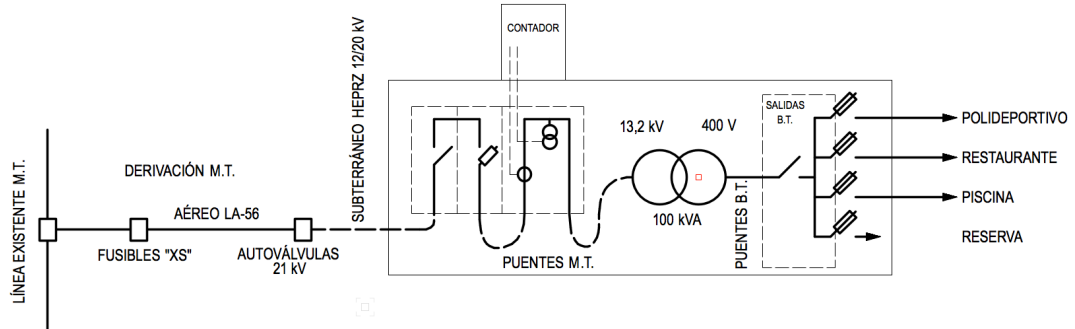 LÍNEA EXISTENTE M.T.
DERIVACIÓN M.T.
AÉREO LA-56
FUSIBLES "XS"
AUTOVÁLVULAS
21 kV
SUBTERRÁNEO HEPRZ 12/20 kV
CONTADOR
PUENTES M.T.
13,2 kV
400 V
100 kVA
PUENTES B.T.
SALIDAS
B.T.
POLIDEPORTIVO
RESTAURANTE
PISCINA
RESERVA